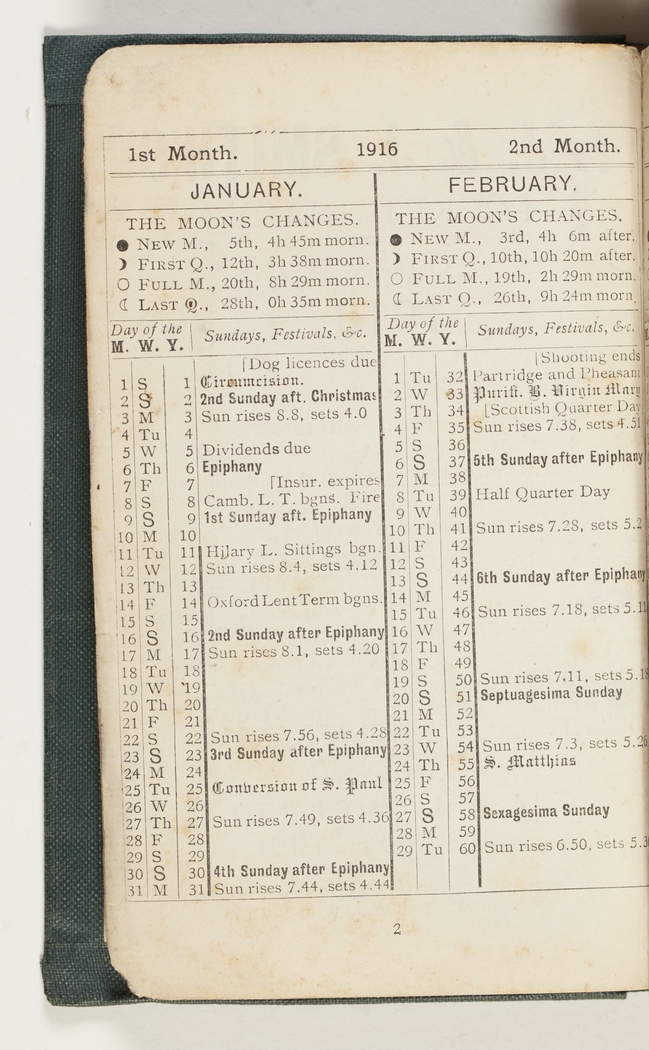 1st Month. 1916 2nd Month.
JANUARY.
THE MOON'S CHANGES.
● NEW M., 5th, 4h 45m morn.
☽ FIRST Q., 12th, 3h 38m morn.
○ FULL M., 20th, 8h 29m morn.
☾ LAST Q., 28th, 0h 35m morn.
Day of the
M. W. Y. Sundays, Festivals, &c.
[Dog licences due
1 S 1 Circumcision.
2 S 2 2nd Sunday aft. Christmas
3 M 3 Sun rises 8.8, sets 4.0
4 Tu 4
5 W 5 Dividends due
6 Th 6 Epiphany
7 F 7 [Insur. expires
8 S 8 Camb. L. T. bgns. Fire
9 S 9 1st Sunday aft. Epiphany
10 M 10
11 Tu 11 Hilary L. Sittings bgn.
12 W 12 Sun rises 8.4, sets 4.12
13 Th 13
14 F 14 Oxford Lent Term bgns.
15 S 15
16 S 16 2nd Sunday after Epiphany
17 M 17 Sun rises 8.1, sets 4.20
18 Tu 18
19 W 19
20 Th 20
21 F 21
22 S 22 Sun rises 7.56, sets 4.28
23 S 23 3rd Sunday after Epiphany
24 M 24
25 Tu 25 Conversion of S. Paul
26 W 26
27 Th 27 Sun rises 7.49, sets 4.36
28 F 28
29 S 29
30 S 30 4th Sunday after Epiphany
31 M 31 Sun rises 7.44, sets 4.44
FEBRUARY.
THE MOON'S CHANGES.
● NEW M., 3rd, 4h 6m after.
☽ FIRST Q., 10th, 10h 20m after.
○ FULL M., 19th, 2h 29m morn.
☾ LAST Q., 26th, 9h 24m morn
Day of the
M. W. Y. Sundays, Festivals, &c.
[Shooting ends
1 Tu 32 Partridge and Pheasant
2 W 33 Purifi. B. Virgin Mary
3 Th 34 [Scottish Quarter Day
4 F 35 Sun rises 7.38, sets 4.51
5 S 36
6 S 37 5th Sunday after Epiphany
7 M 38
8 Tu 39 Half Quarter Day
9 W 40
10 Th 41 Sun rises 7.28, sets 5.2
11 F 42
12 S 43
13 S 44 6th Sunday after Epiphany
14 M 45
15 Tu 46 Sun rises 7.18, sets 5.11
16 W 47
17 Th 48
18 F 49
19 S 50 Sun rises 7.11, sets 5.18
20 S 51 Septuagesima Sunday
21 M 52
22 Tu 53
23 W 54 Sun rises 7.3, sets 5.26
24 Th 55 S. Matthias
25 F 56
26 S 57
27 S 58 Sexagesima Sunday
28 M 59
29 Tu 60 Sun rises 6.50, sets
2